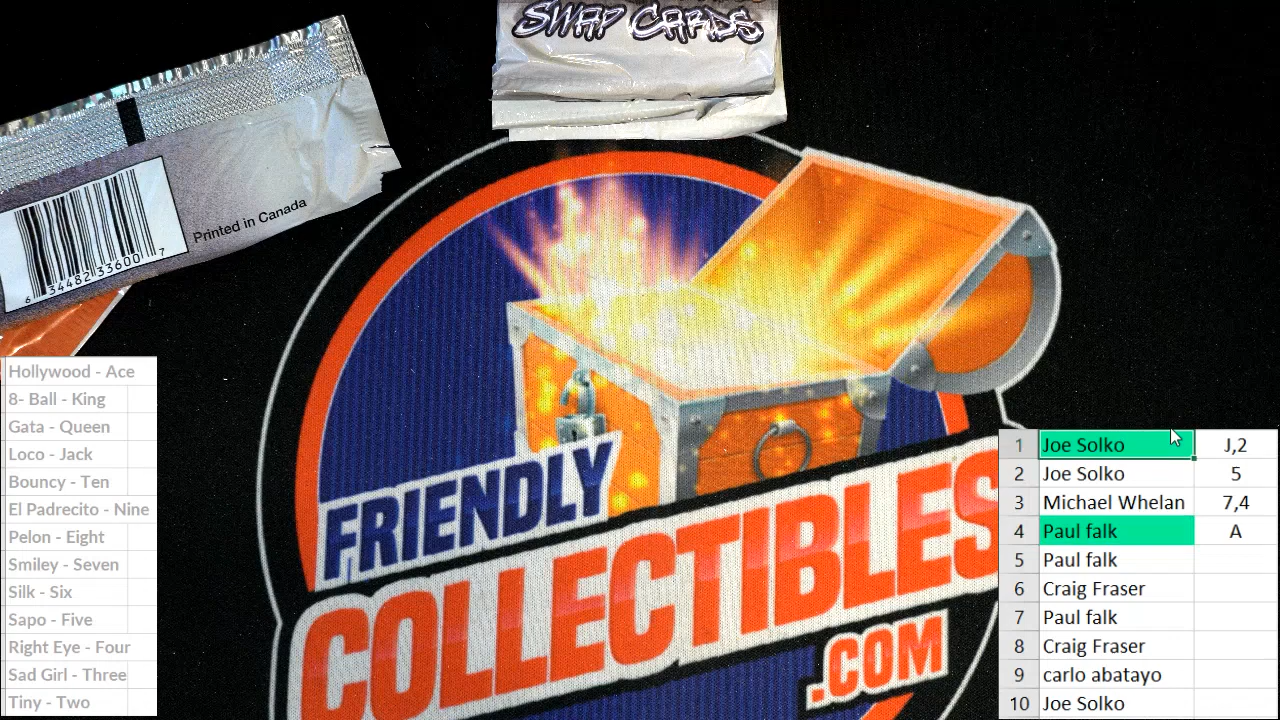 SWAP CARDS
Printed in Canada
6 34482 33600 7
FRIENDLY
COLLECTIBLES
.COM
Hollywood - Ace
8- Ball - King
Gata - Queen
Loco - Jack
Bouncy - Ten
El Padrecito - Nine
Pelon - Eight
Smiley - Seven
Silk - Six
Sapo - Five
Right Eye - Four
Sad Girl - Three
Tiny - Two
1 Joe Solko J,2
2 Joe Solko 5
3 Michael Whelan 7,4
4 Paul falk A
5 Paul falk
6 Craig Fraser
7 Paul falk
8 Craig Fraser
9 carlo abatayo
10 Joe Solko